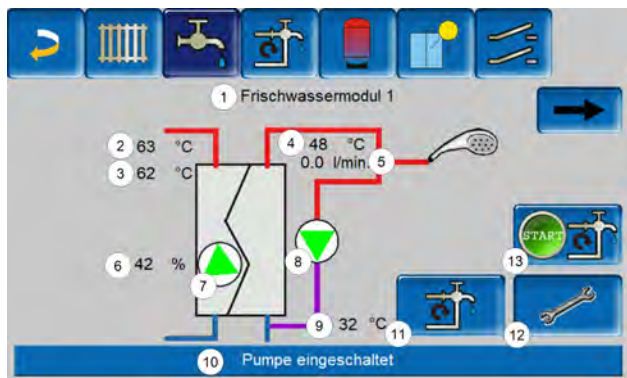 1 Frischwassermodul 1
2 63 °C
4 48 °C
0.0 l/min. 5
3 62 °C
START
6 42 %
7
8
13
9 32 °C
11
12
10 Pumpe eingeschaltet